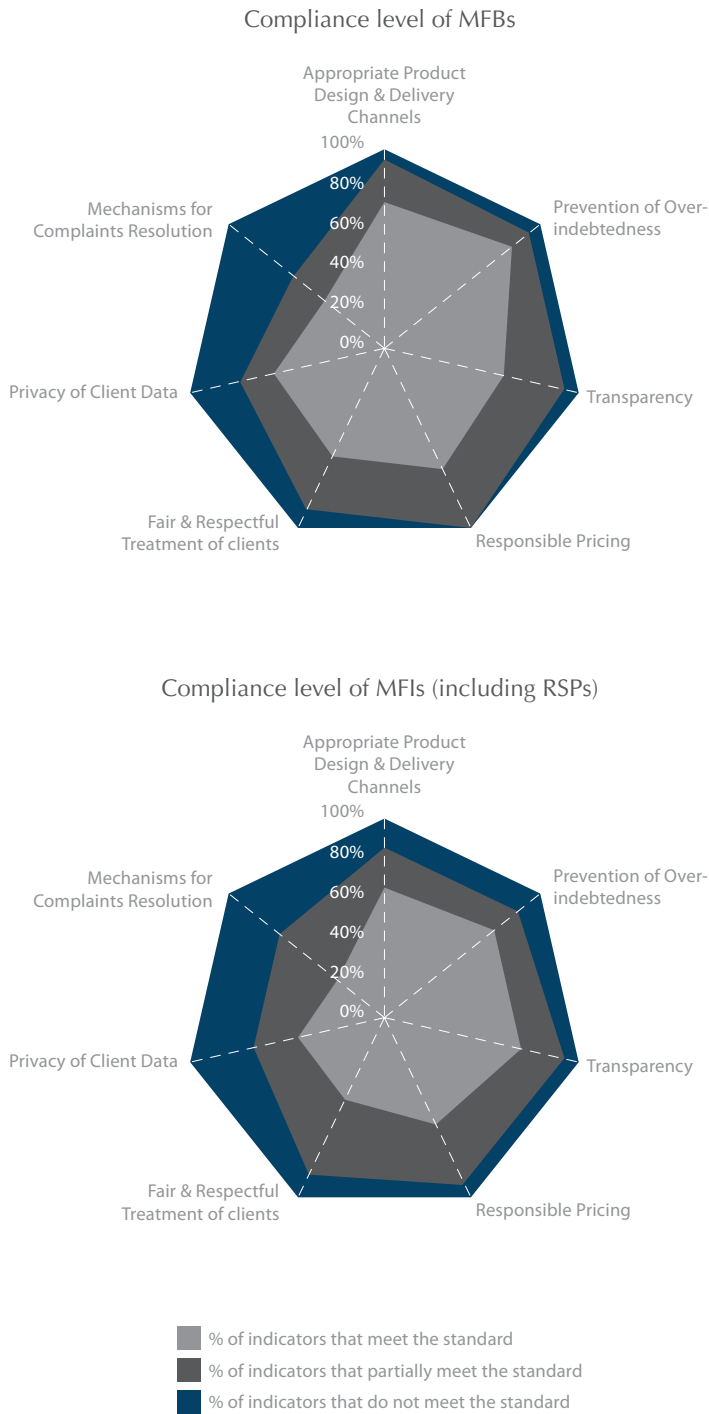 Compliance level of MFBs
Appropriate Product
Design & Delivery
Channels
100%
80%
60%
40%
20%
0%
Mechanisms for
Complaints Resolution
Prevention of Over-
indebtedness
Privacy of Client Data
Transparency
Fair & Respectful
Treatment of clients
Responsible Pricing
Compliance level of MFIs (including RSPs)
Appropriate Product
Design & Delivery
Channels
100%
80%
60%
40%
20%
0%
Mechanisms for
Complaints Resolution
Prevention of Over-
indebtedness
Privacy of Client Data
Transparency
Fair & Respectful
Treatment of clients
Responsible Pricing
% of indicators that meet the standard
% of indicators that partially meet the standard
% of indicators that do not meet the standard